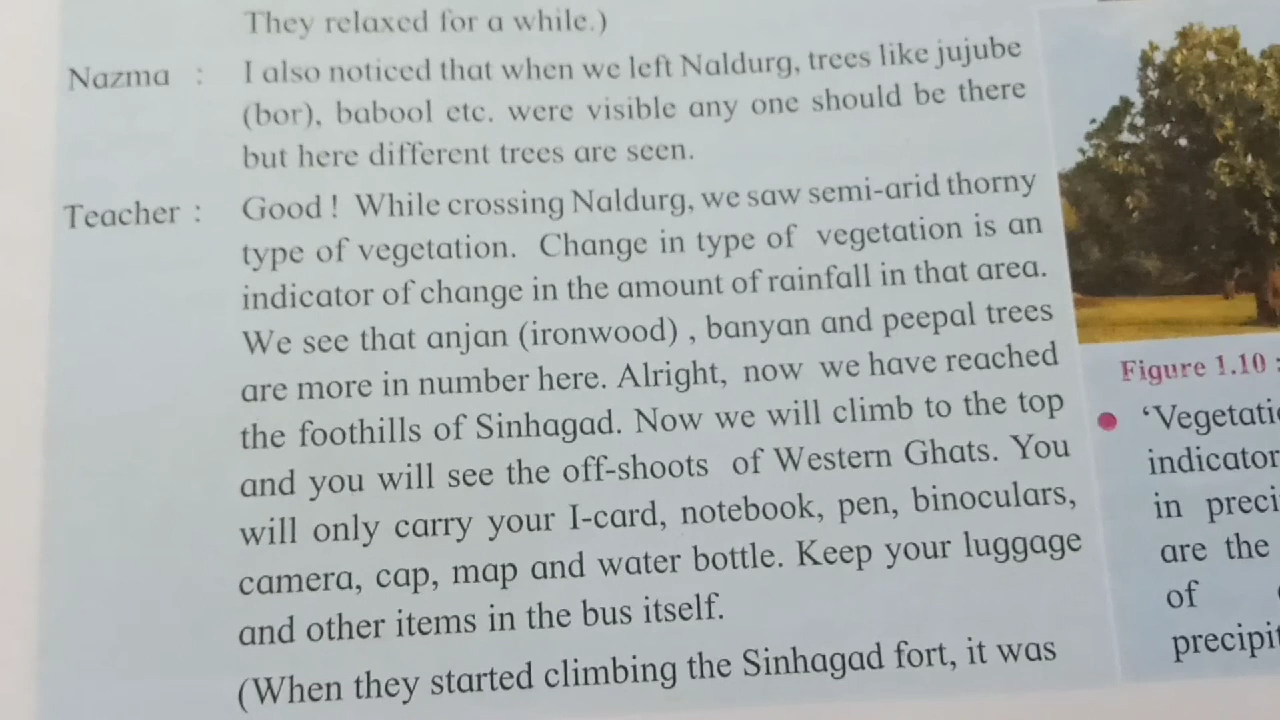 They relaxed for a while.)
Nazma : I also noticed that when we left Naldurg, trees like jujube
(bor), babool etc. were visible any one should be there
but here different trees are seen.
Teacher : Good ! While crossing Naldurg, we saw semi-arid thorny
type of vegetation. Change in type of vegetation is an
indicator of change in the amount of rainfall in that area.
We see that anjan (ironwood) , banyan and peepal trees
are more in number here. Alright, now we have reached
the foothills of Sinhagad. Now we will climb to the top
and you will see the off-shoots of Western Ghats. You
will only carry your I-card, notebook, pen, binoculars,
camera, cap, map and water bottle. Keep your luggage
and other items in the bus itself.
(When they started climbing the Sinhagad fort, it was
Figure 1.10 :
indicator
in
are the
of